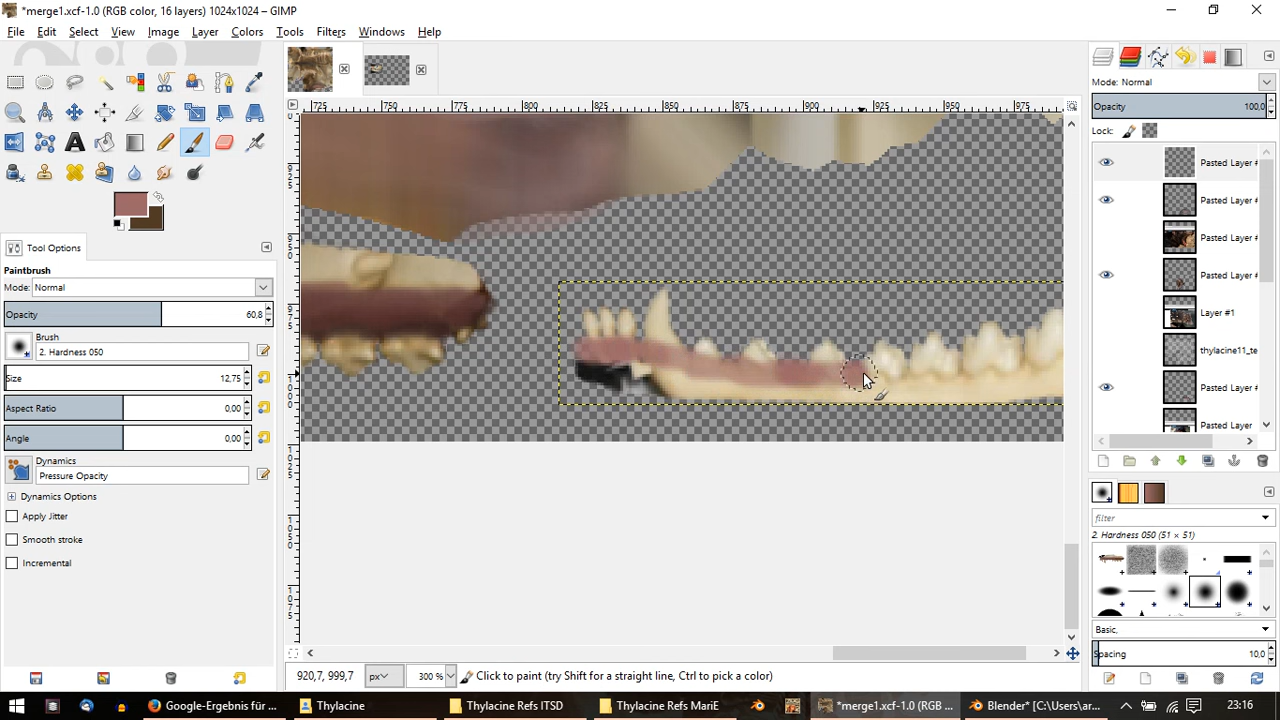 *merge1.xcf-1.0 (RGB color, 16 layers) 1024x1024 – GIMP
File Edit Select View Image Layer Colors Tools Filters Windows Help
Mode: Normal
Opacity 100,0
Lock:
725 750 775 800 825 850 875 900 925 950 975
Pasted Layer #
Pasted Layer #
Pasted Layer #
Pasted Layer #
Layer #1
thylacine11_te
Pasted Layer #
Pasted Layer
Tool Options
Paintbrush
Mode: Normal
Opacity 60,8
Brush
2. Hardness 050
Size 12,75
Aspect Ratio 0,00
Angle 0,00
Dynamics
Pressure Opacity
Dynamics Options
Apply Jitter
Smooth stroke
Incremental
filter
2. Hardness 050 (51 × 51)
Basic,
Spacing 10,0
920,7, 999,7 px 300 % Click to paint (try Shift for a straight line, Ctrl to pick a color)
Google-Ergebnis für ... Thylacine Thylacine Refs ITSD Thylacine Refs MariE *merge1.xcf-1.0 (RG... Blender* [C:\Users\ar... 23:16